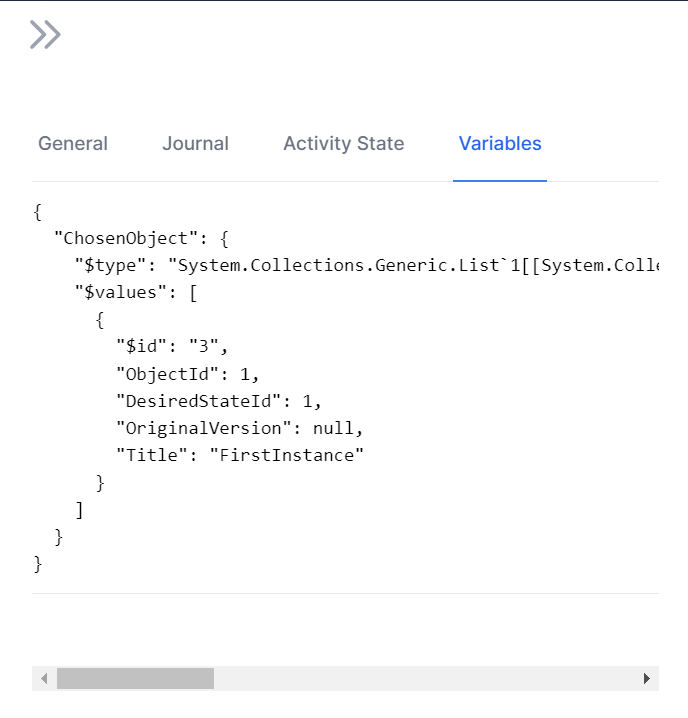 General Journal Activity State Variables
{
"ChosenObject": {
"$type": "System.Collections.Generic.List`1[[System.Colle
"$values": [
{
"$id": "3",
"ObjectId": 1,
"DesiredStateId": 1,
"OriginalVersion": null,
"Title": "FirstInstance"
}
]
}
}